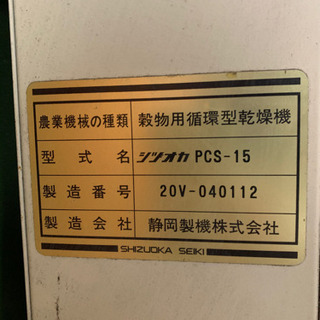 農業機械の種類 穀物用循環型乾燥機
型式名 シヅオカ PCS-15
製造番号 20V-040112
製造会社 静岡製機株式会社
SHIZUOKA SEIKI